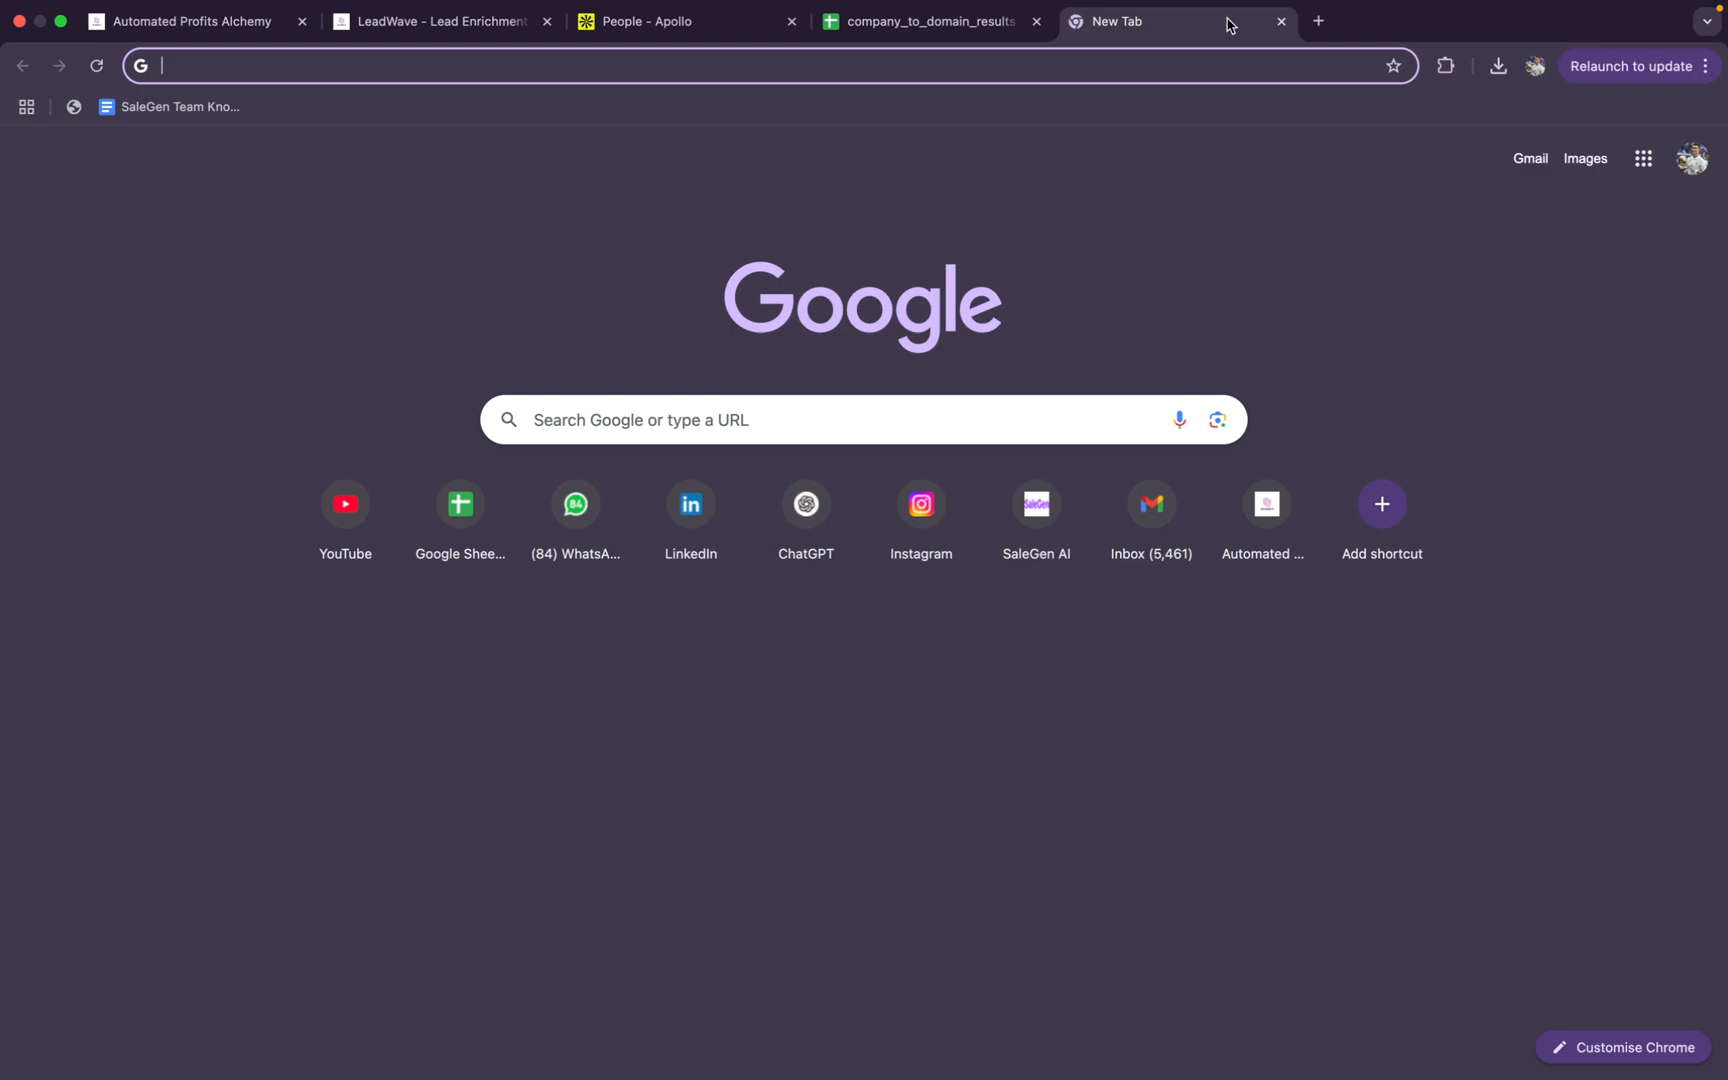 Automated Profits Alchemy
LeadWave - Lead Enrichment
People - Apollo
company_to_domain_results
New Tab
Relaunch to update
SaleGen Team Kno...
Gmail
Images
Google
Search Google or type a URL
YouTube
Google Shee...
(84) WhatsA...
LinkedIn
ChatGPT
Instagram
SaleGen AI
Inbox (5,461)
Automated ...
Add shortcut
Customise Chrome